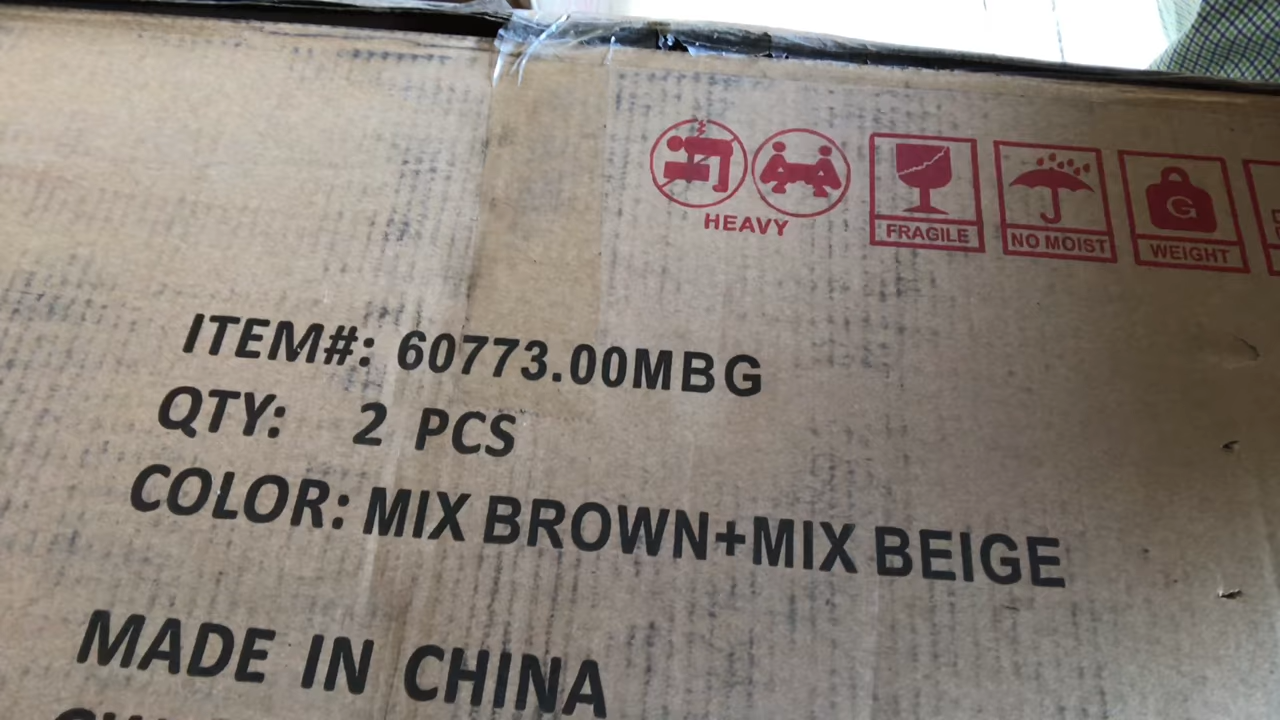 HEAVY
FRAGILE
NO MOIST
G
WEIGHT
ITEM#: 60773.00MBG
QTY: 2 PCS
COLOR: MIX BROWN+MIX BEIGE
MADE IN CHINA